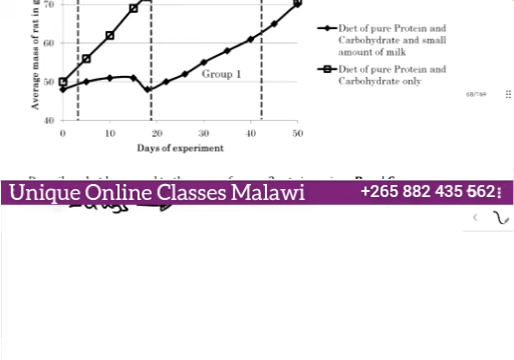 70
60
50
40
0 10 20 30 40 50
Average mass of rat in g
Group 1
Days of experiment
Diet of pure Protein and
Carbohydrate and small
amount of milk
Diet of pure Protein and
Carbohydrate only
Unique Online Classes Malawi
+265 882 435 562